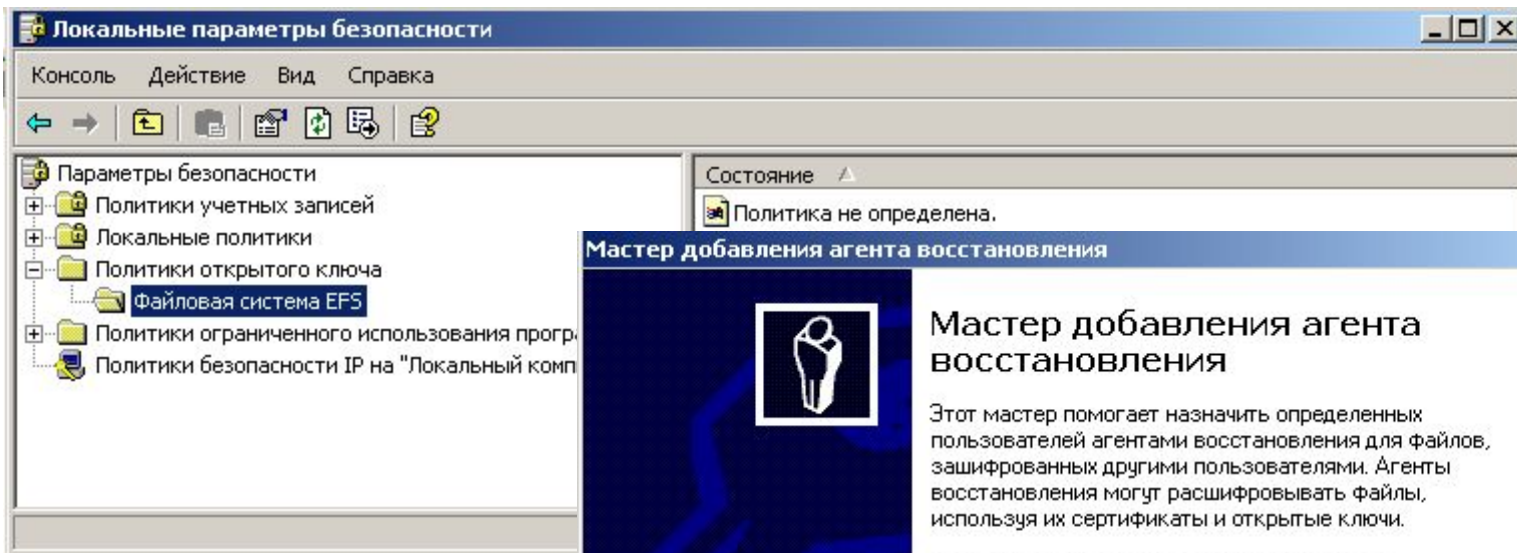 Локальные параметры безопасности
Консоль Действие Вид Справка
Параметры безопасности
Политики учетных записей
Локальные политики
Политики открытого ключа
Файловая система EFS
Политики ограниченного использования
Политики безопасности IP на "Локальный
Состояние
Политика не определена.
Мастер добавления агента восстановления
Мастер добавления агента
восстановления
Этот мастер помогает назначить определенных
пользователей агентами восстановления для файлов,
зашифрованных другими пользователями. Агенты
восстановления могут расшифровывать файлы,
используя их сертификаты и открытые ключи.